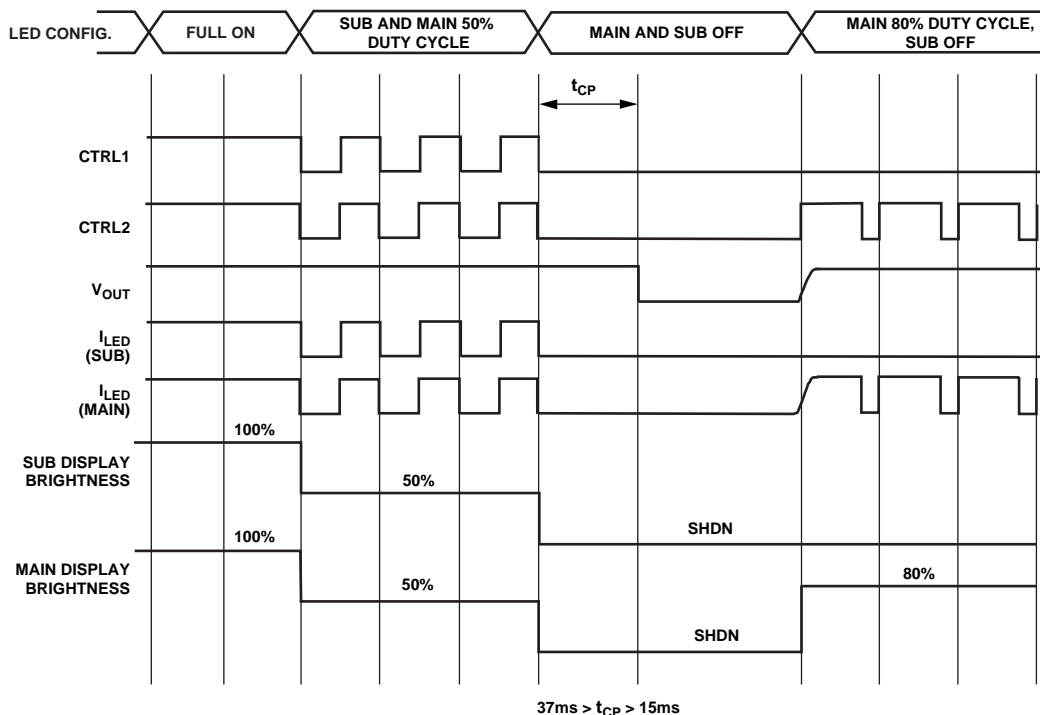 LED CONFIG.
FULL ON
SUB AND MAIN 50%
DUTY CYCLE
MAIN AND SUB OFF
MAIN 80% DUTY CYCLE,
SUB OFF
tCP
CTRL1
CTRL2
VOUT
ILED
(SUB)
ILED
(MAIN)
100%
SUB DISPLAY
BRIGHTNESS
50%
SHDN
100%
MAIN DISPLAY
BRIGHTNESS
50%
80%
SHDN
37ms > tCP > 15ms